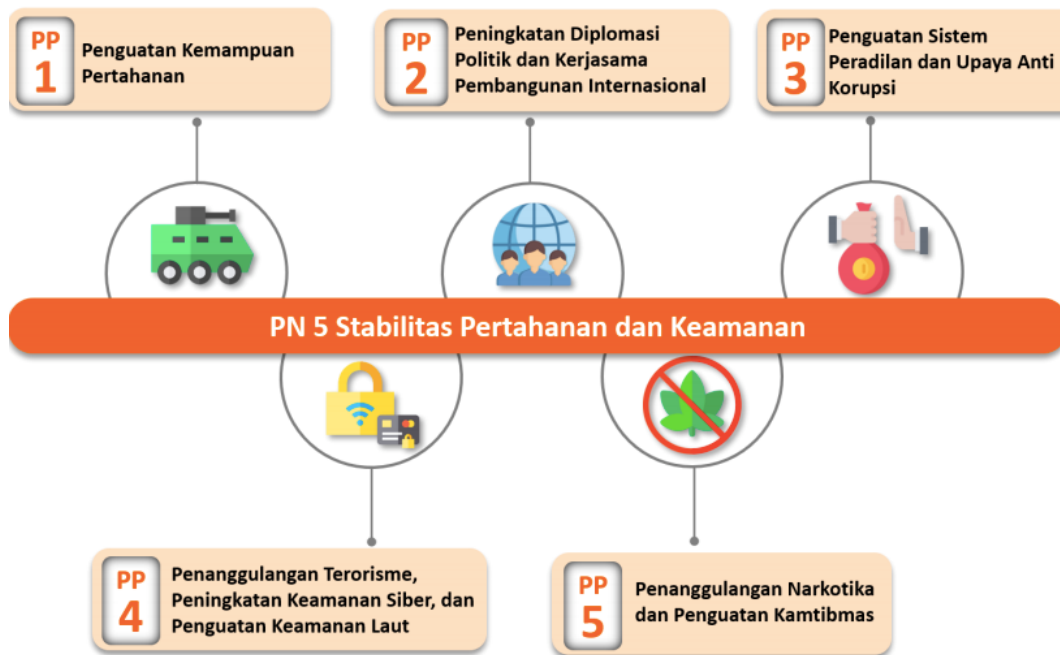 PP
1
Penguatan Kemampuan
Pertahanan
PP
2
Peningkatan Diplomasi
Politik dan Kerjasama
Pembangunan Internasional
PP
3
Penguatan Sistem
Peradilan dan Upaya Anti
Korupsi
PN 5 Stabilitas Pertahanan dan Keamanan
PP
4
Penanggulangan Terorisme,
Peningkatan Keamanan Siber, dan
Penguatan Keamanan Laut
PP
5
Penanggulangan Narkotika
dan Penguatan Kamtibmas